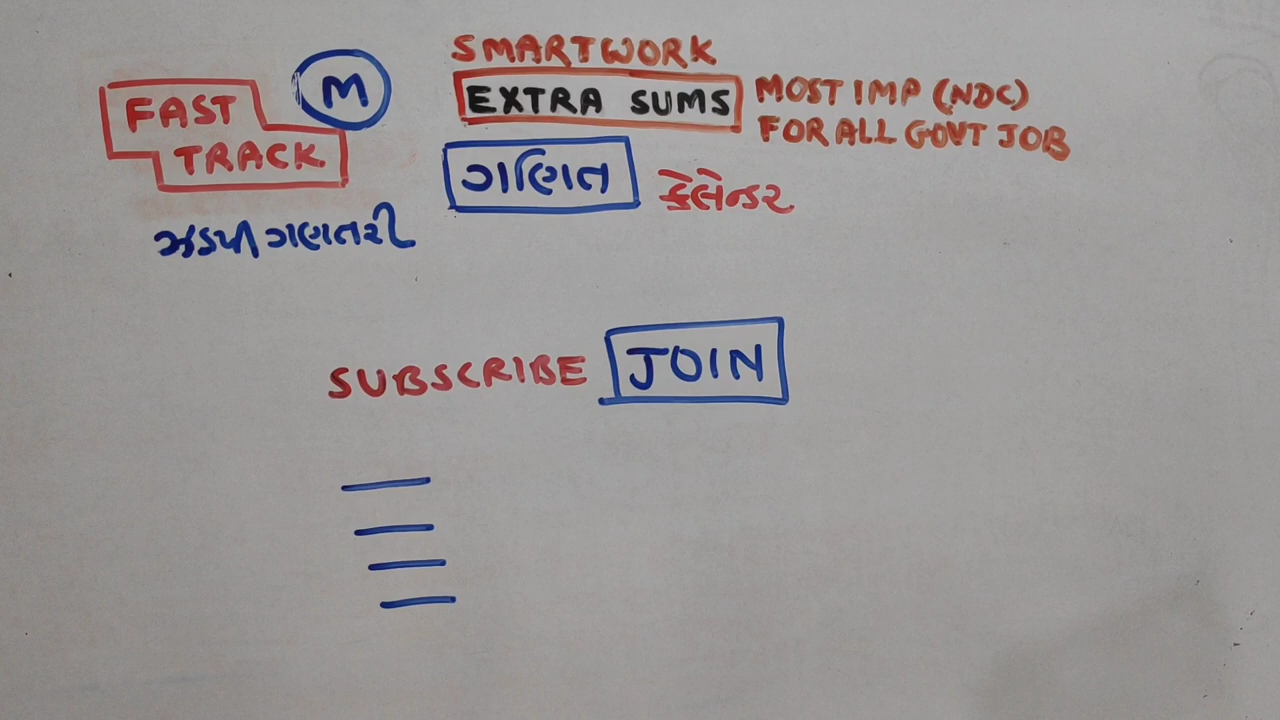 FAST
TRACK
M
SMARTWORK
EXTRA SUMS
MOST IMP (NDC)
FOR ALL GOVT JOB
ગણિત
કેલેન્ડર
ઝડપી ગણતરી
SUBSCRIBE JOIN